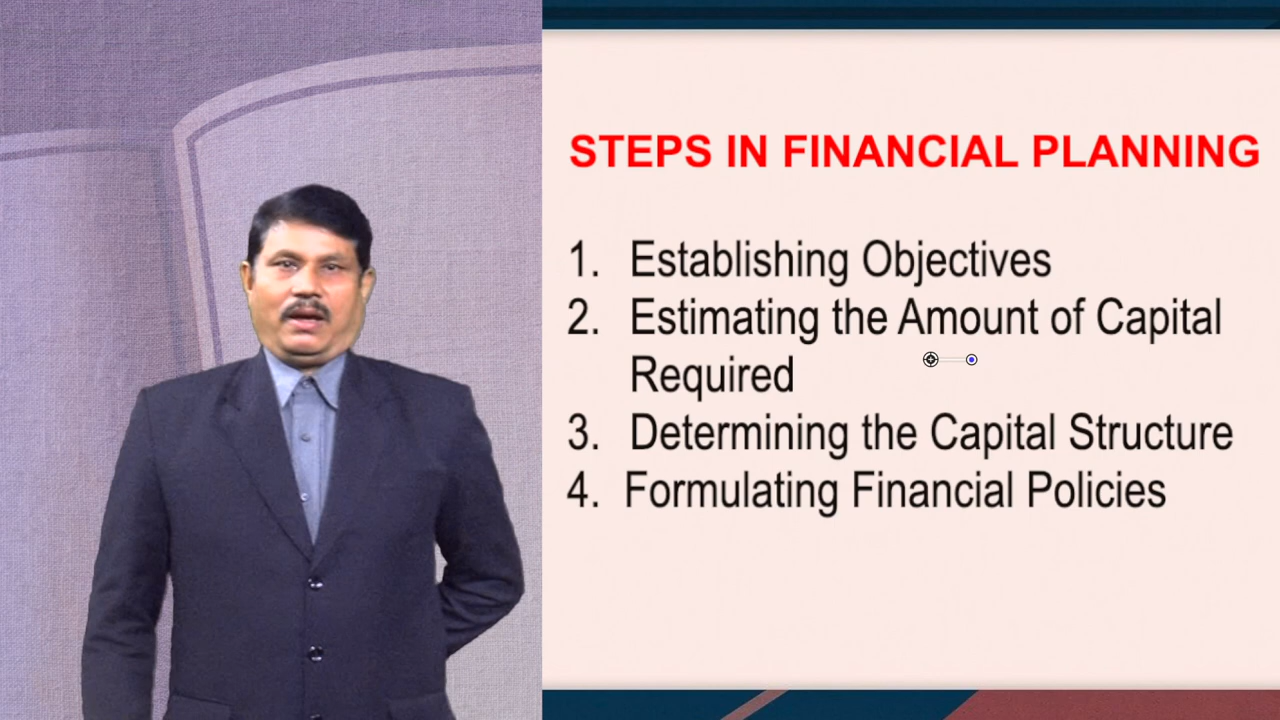 STEPS IN FINANCIAL PLANNING
1. Establishing Objectives
2. Estimating the Amount of Capital
Required
3. Determining the Capital Structure
4. Formulating Financial Policies